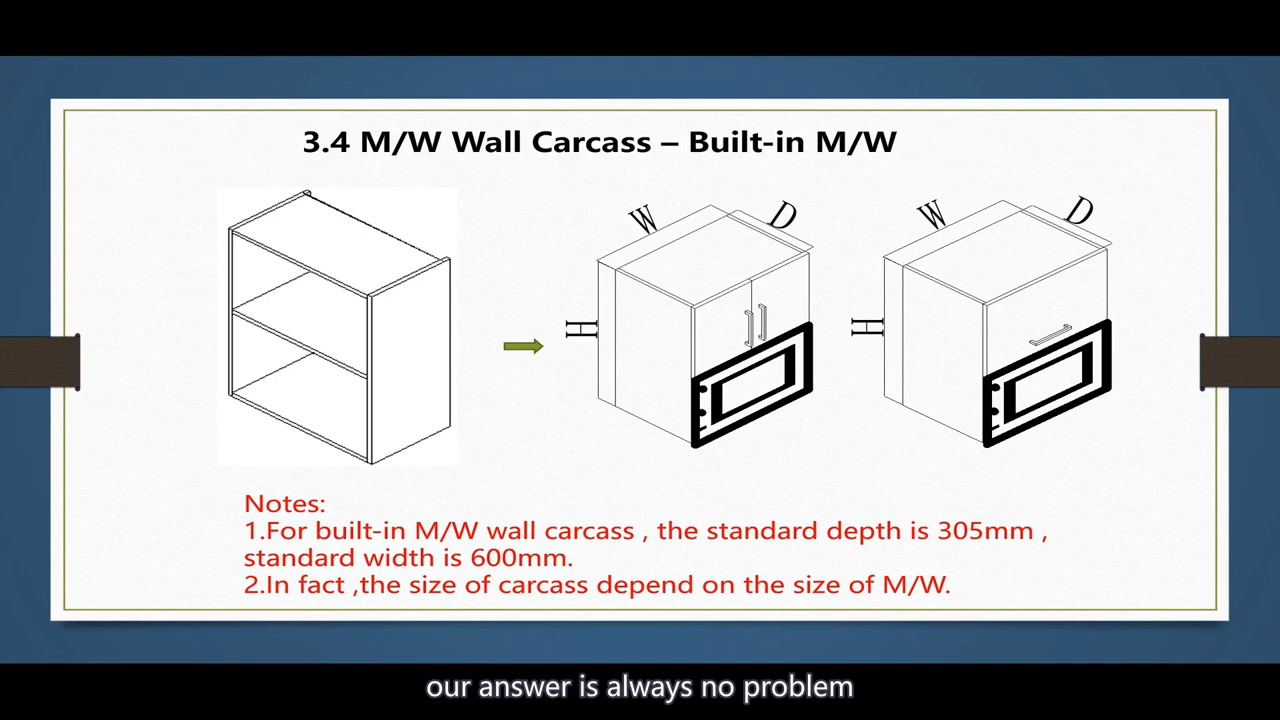 3.4 M/W Wall Carcass – Built-in M/W
W
D
H
W
D
H
Notes:
1.For built-in M/W wall carcass , the standard depth is 305mm ,
standard width is 600mm.
2.In fact ,the size of carcass depend on the size of M/W.
our answer is always no problem